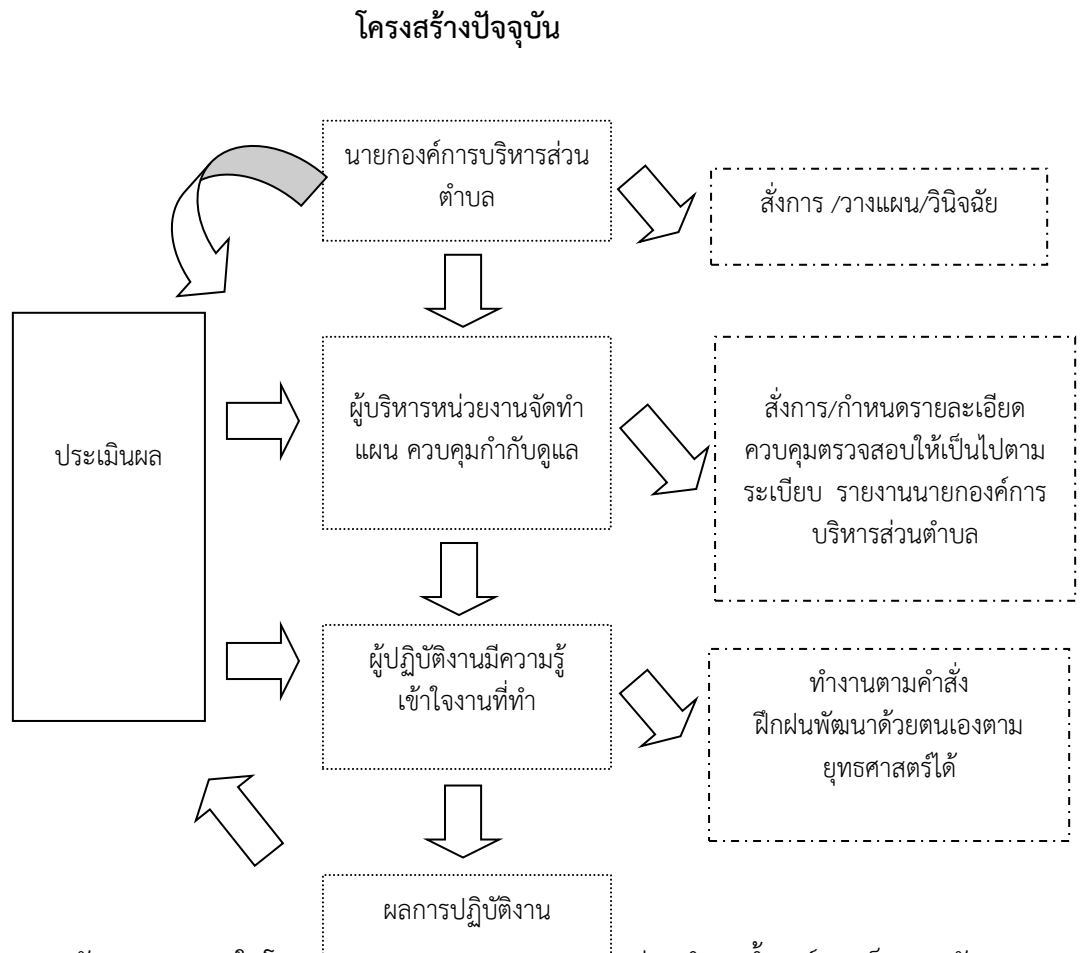 โครงสร้างปัจจุบัน
นายกองค์การบริหารส่วน
ตำบล
สั่งการ /วางแผน/วินิจฉัย
ประเมินผล
ผู้บริหารหน่วยงานจัดทำ
แผน ควบคุมกำกับดูแล
สั่งการ/กำหนดรายละเอียด
ควบคุมตรวจสอบให้เป็นไปตาม
ระเบียบ รายงานนายกองค์การ
บริหารส่วนตำบล
ผู้ปฏิบัติงานมีความรู้
เข้าใจงานที่ทำ
ทำงานตามคำสั่ง
ฝึกฝนพัฒนาด้วยตนเองตาม
ยุทธศาสตร์ได้
ผลการปฏิบัติงาน